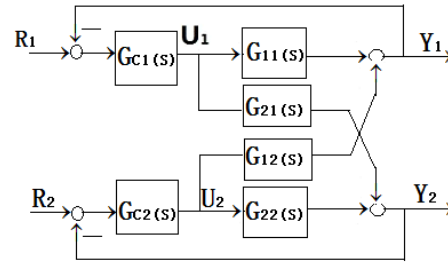 R1 — GC1(S) U1 G11(S) Y1
G21(S)
G12(S)
R2 — GC2(S) U2 G22(S) Y2